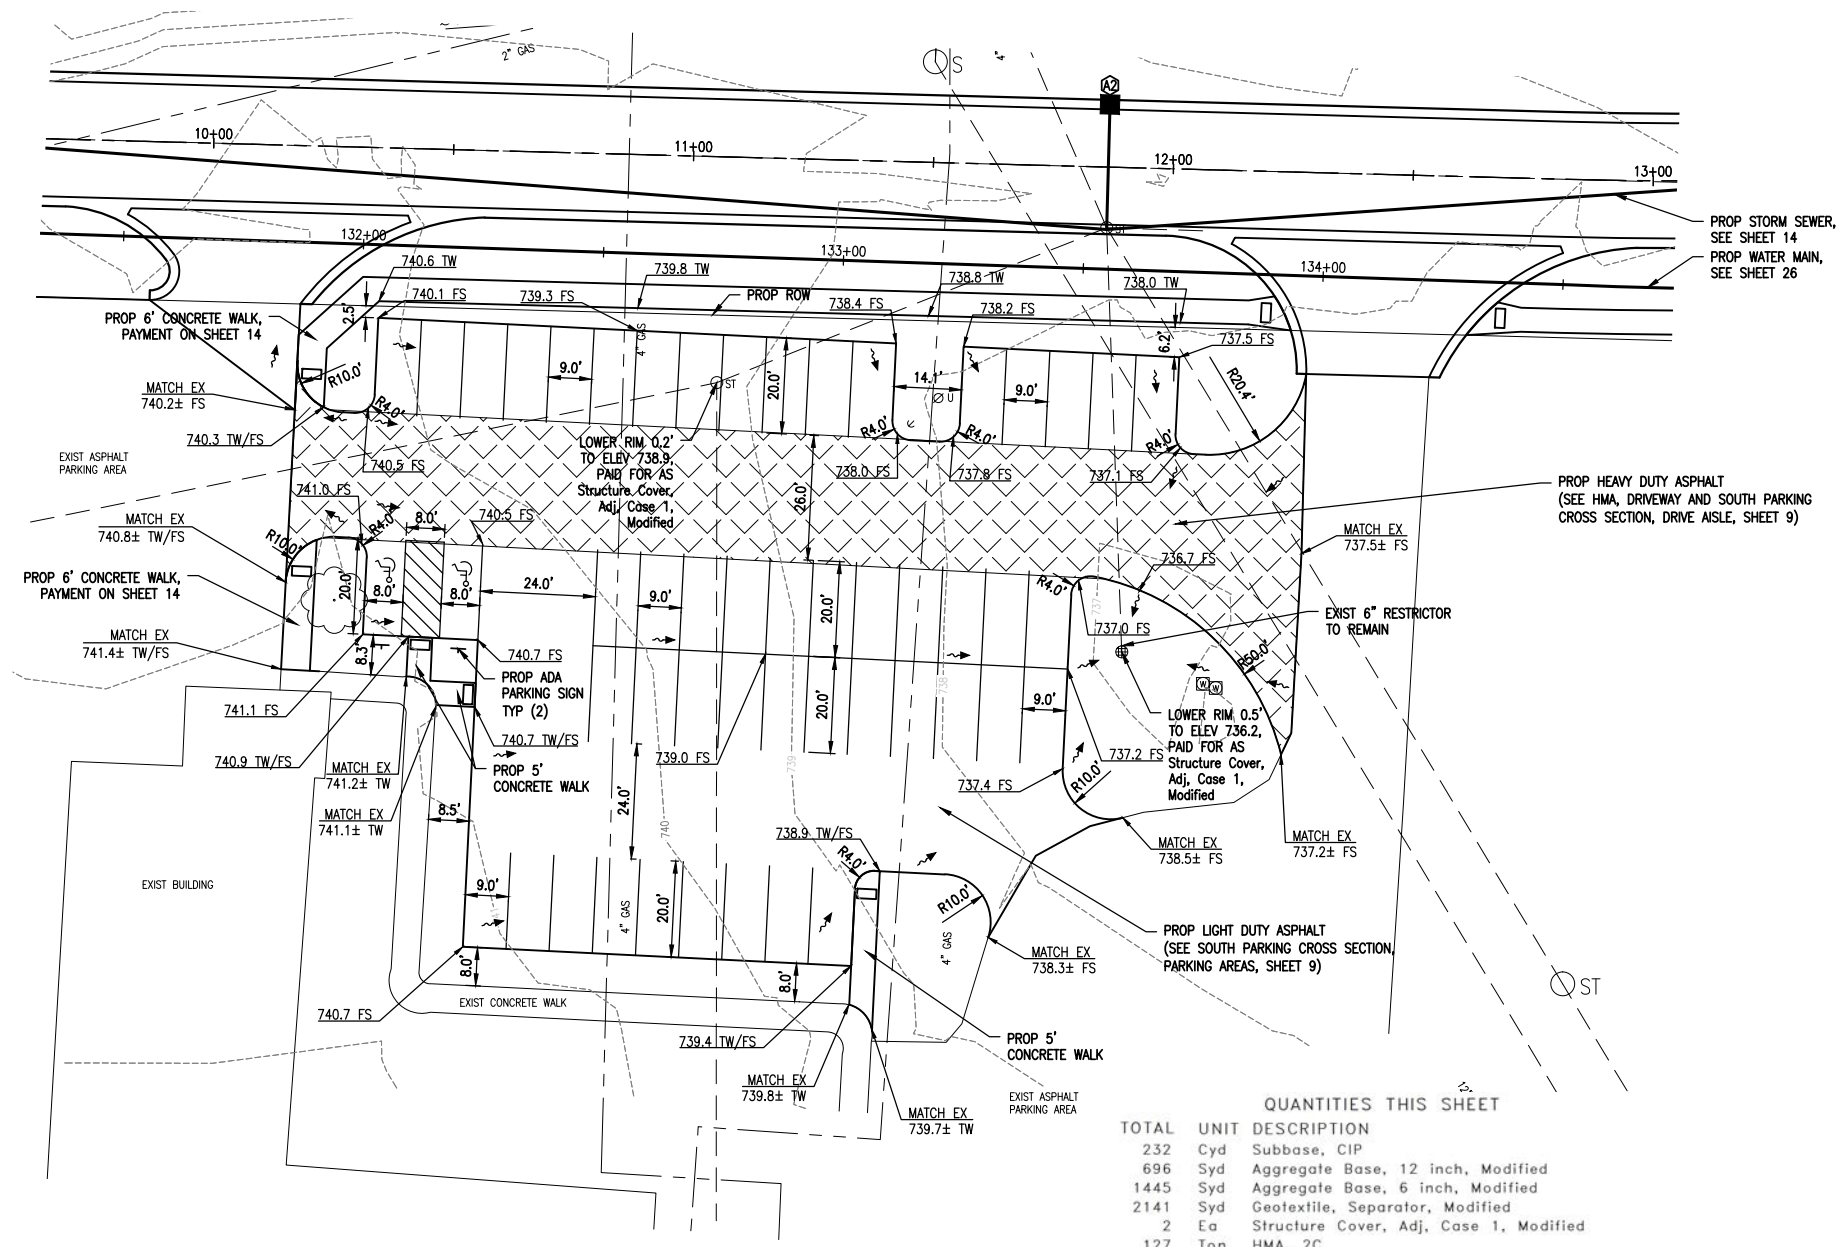 2" GAS
S
4"
A2
10+00
11+00
12+00
13+00
PROP STORM SEWER,
SEE SHEET 14
PROP WATER MAIN,
SEE SHEET 26
132+00
133+00
134+00
740.6 TW
739.8 TW
738.8 TW
738.0 TW
740.1 FS
739.3 FS
PROP ROW
738.4 FS
738.2 FS
737.5 FS
2.5'
6.2'
PROP 6' CONCRETE WALK,
PAYMENT ON SHEET 14
4" GAS
R10.0'
9.0'
20.0'
14.1'
9.0'
R20.4'
ST
U
MATCH EX
740.2± FS
R4.0'
R4.0'
R4.0'
R4.0'
740.3 TW/FS
740.5 FS
LOWER RIM 0.2'
TO ELEV 738.9,
PAID FOR AS
Structure Cover,
Adj, Case 1,
Modified
738.0 FS
737.8 FS
737.1 FS
EXIST ASPHALT
PARKING AREA
741.0 FS
26.0'
PROP HEAVY DUTY ASPHALT
(SEE HMA, DRIVEWAY AND SOUTH PARKING
CROSS SECTION, DRIVE AISLE, SHEET 9)
MATCH EX
740.8± TW/FS
R10.0'
R4.0'
8.0'
740.5 FS
MATCH EX
737.5± FS
736.7 FS
PROP 6' CONCRETE WALK,
PAYMENT ON SHEET 14
20.0'
8.0'
8.0'
24.0'
9.0'
20.0'
R4.0'
737
737.0 FS
EXIST 6" RESTRICTOR
TO REMAIN
MATCH EX
741.4± TW/FS
8.3'
740.7 FS
R50.0'
W
W
PROP ADA
PARKING SIGN
TYP (2)
20.0'
738
9.0'
741.1 FS
740.7 TW/FS
LOWER RIM 0.5'
TO ELEV 736.2,
PAID FOR AS
Structure Cover,
Adj, Case 1,
Modified
740.9 TW/FS
739.0 FS
739
737.2 FS
MATCH EX
741.2± TW
PROP 5'
CONCRETE WALK
737.4 FS
R10.0'
MATCH EX
741.1± TW
8.5'
24.0'
740
738.9 TW/FS
MATCH EX
738.5± FS
MATCH EX
737.2± FS
R4.0'
EXIST BUILDING
9.0'
20.0'
4" GAS
R10.0'
4" GAS
PROP LIGHT DUTY ASPHALT
(SEE SOUTH PARKING CROSS SECTION,
PARKING AREAS, SHEET 9)
MATCH EX
738.3± FS
8.0'
8.0'
EXIST CONCRETE WALK
ST
740.7 FS
739.4 TW/FS
PROP 5'
CONCRETE WALK
MATCH EX
739.8± TW
EXIST ASPHALT
PARKING AREA
MATCH EX
739.7± TW
12"
QUANTITIES THIS SHEET
TOTAL UNIT DESCRIPTION
232 Cyd Subbase, CIP
696 Syd Aggregate Base, 12 inch, Modified
1445 Syd Aggregate Base, 6 inch, Modified
2141 Syd Geotextile, Separator, Modified
2 Ea Structure Cover, Adj, Case 1, Modified
127 Ton HMA, 2C